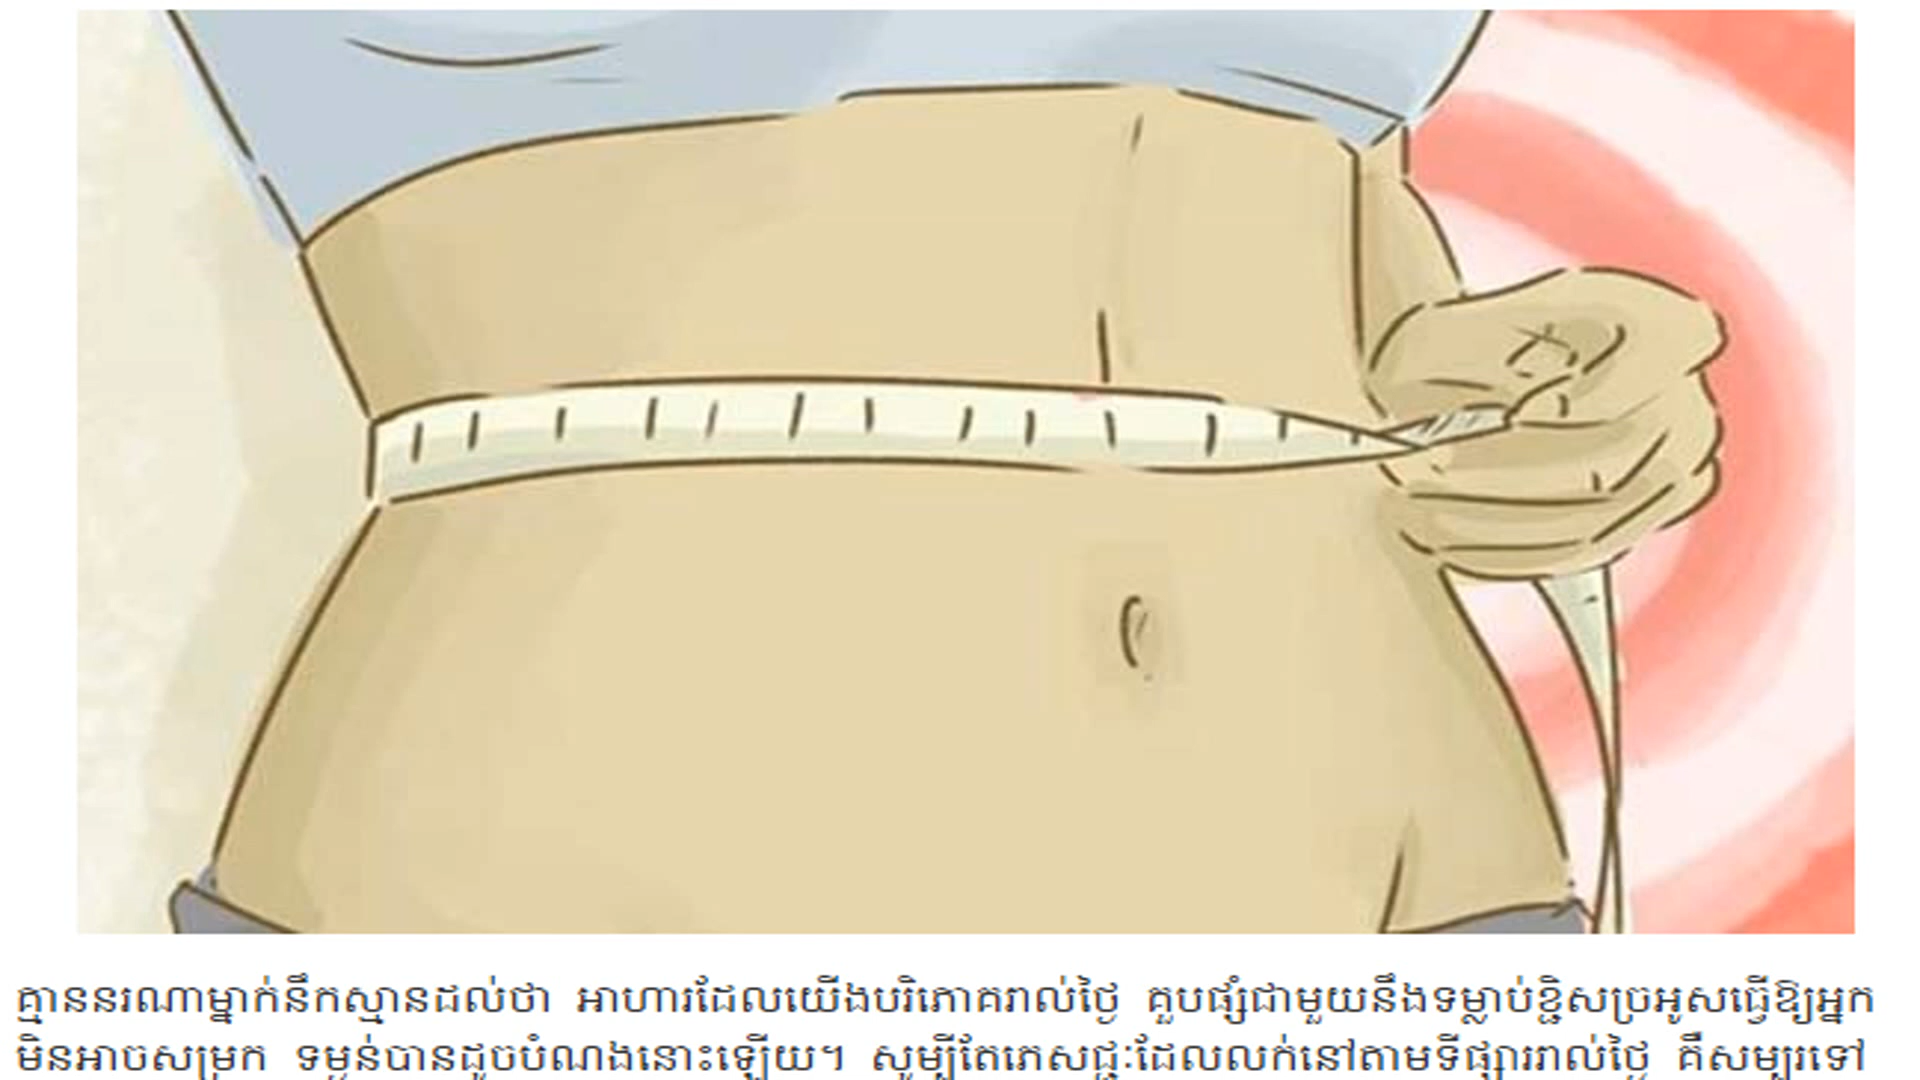 គ្មាននរណាម្នាក់នឹកស្មានដល់ថា អាហារដែលយើងបរិភោគរាល់ថ្ងៃ គួបផ្សំជាមួយនឹងទម្លាប់ខ្ជិសច្រអូសធ្វើឱ្យអ្នក
មិនអាចសម្រក ទម្ងន់បានដូចបំណងនោះឡើយ។ សូម្បីតែភេសជ្ជៈដែលលក់នៅតាមទីផ្សាររាល់ថ្ងៃ គឺសម្បូរទៅ